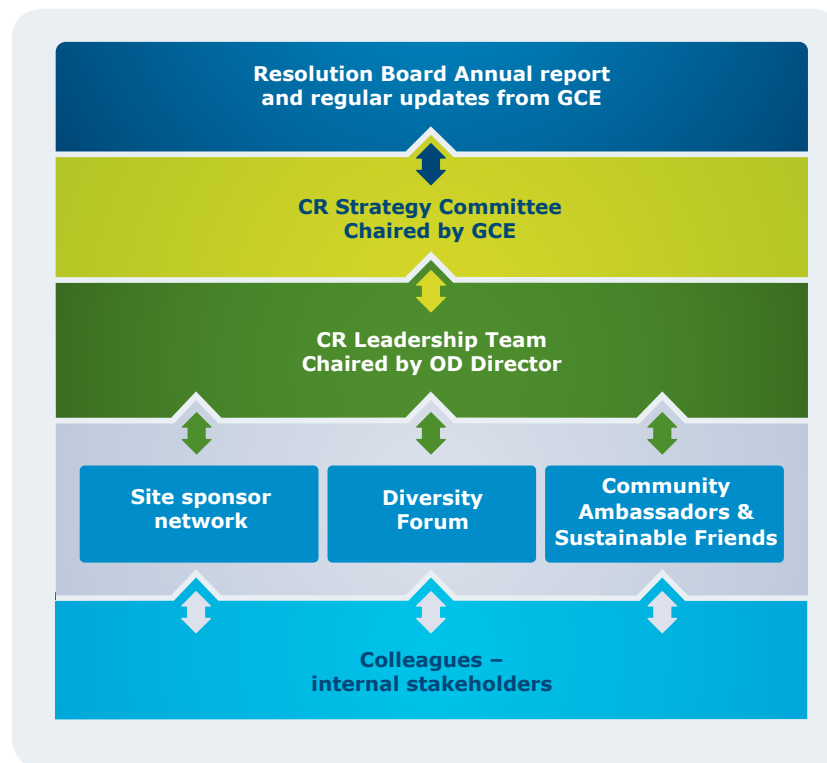 Resolution Board Annual report
and regular updates from GCE
CR Strategy Committee
Chaired by GCE
CR Leadership Team
Chaired by OD Director
Site sponsor
network
Diversity
Forum
Community
Ambassadors &
Sustainable Friends
Colleagues –
internal stakeholders